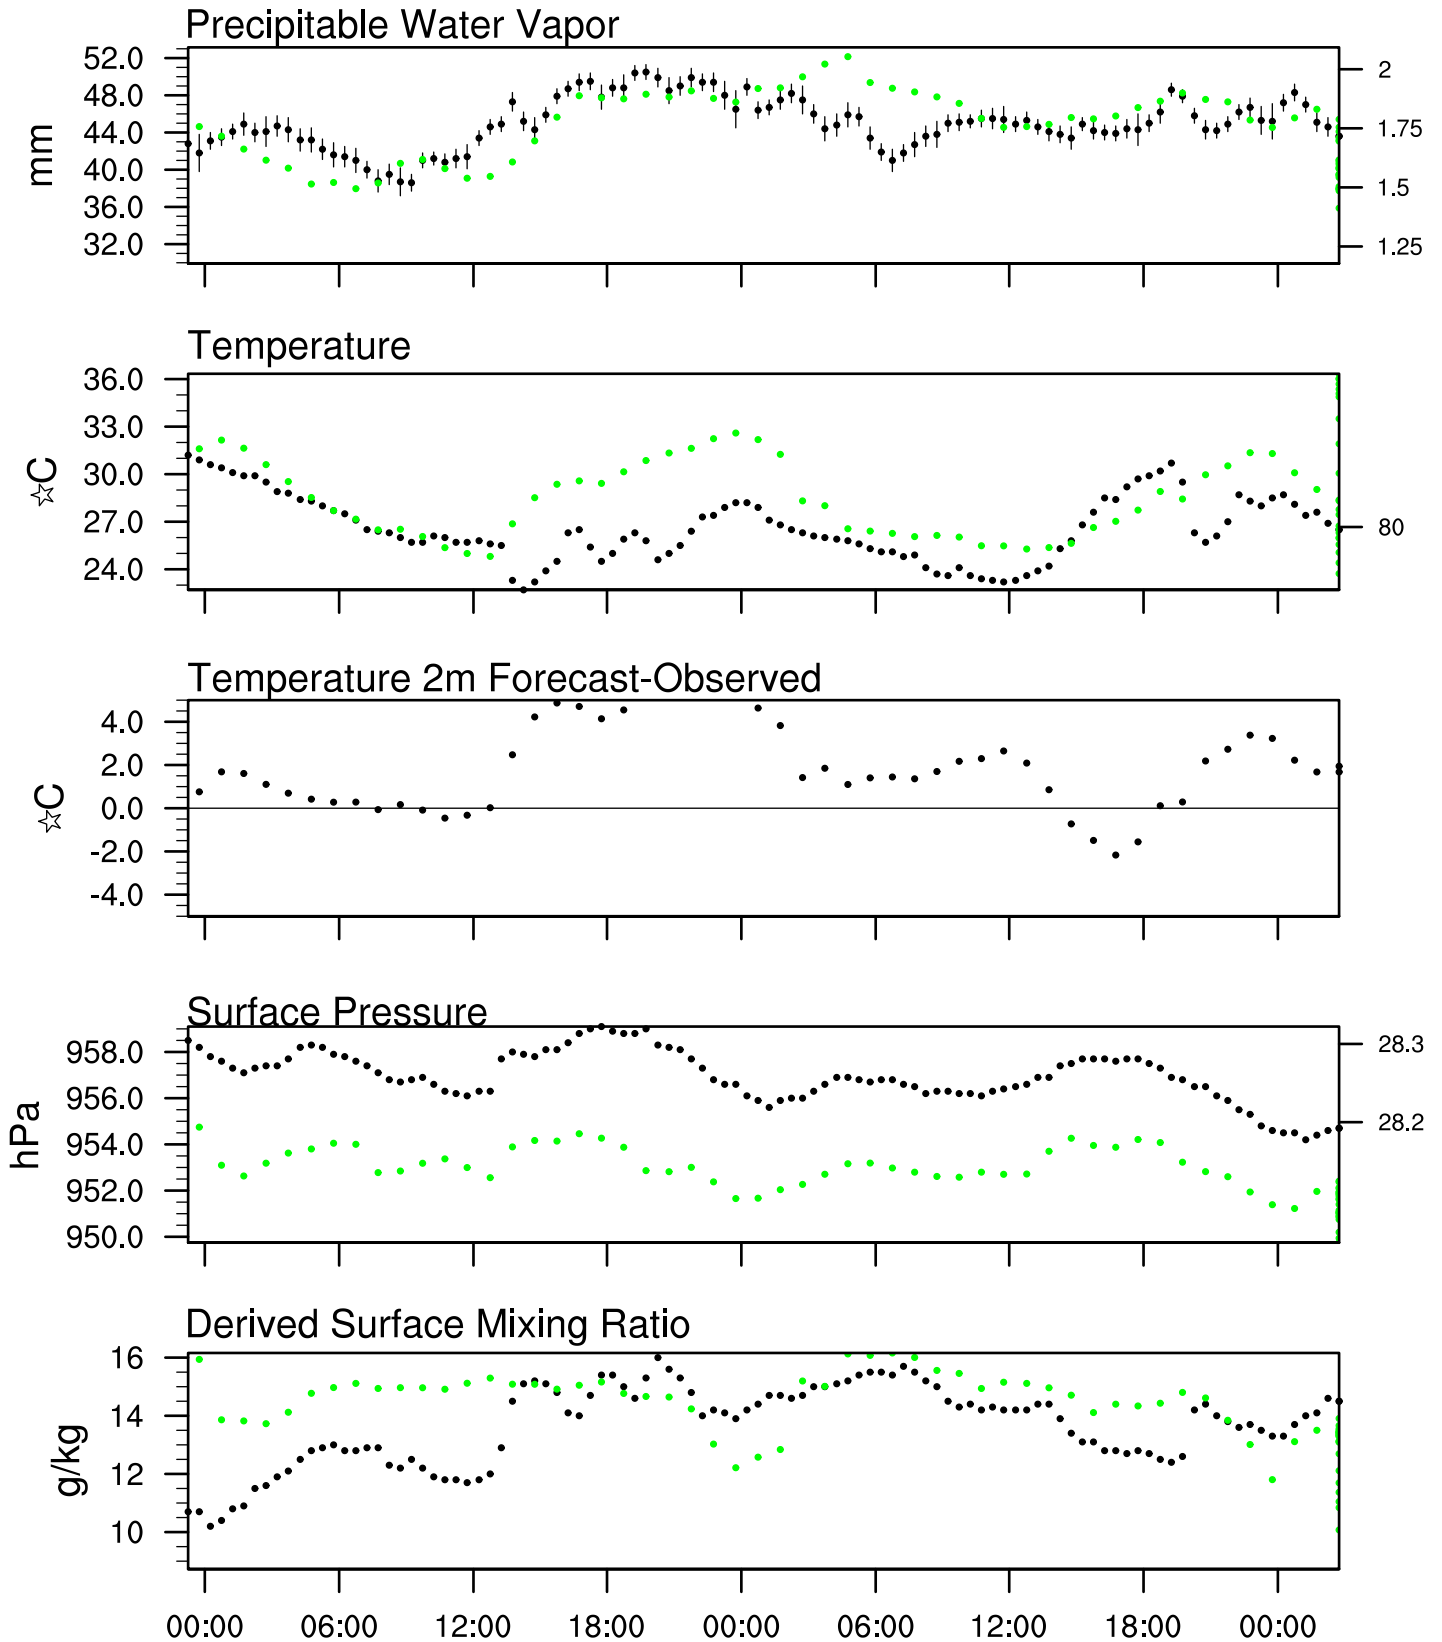 Precipitable Water Vapor
52.0
48.0
44.0
40.0
36.0
32.0
mm
2
1.75
1.5
1.25
Temperature
36.0
33.0
30.0
27.0
24.0
☆C
80
Temperature 2m Forecast-Observed
4.0
2.0
0.0
-2.0
-4.0
☆C
Surface Pressure
958.0
956.0
954.0
952.0
950.0
hPa
28.3
28.2
Derived Surface Mixing Ratio
16
14
12
10
g/kg
00:00 06:00 12:00 18:00 00:00 06:00 12:00 18:00 00:00